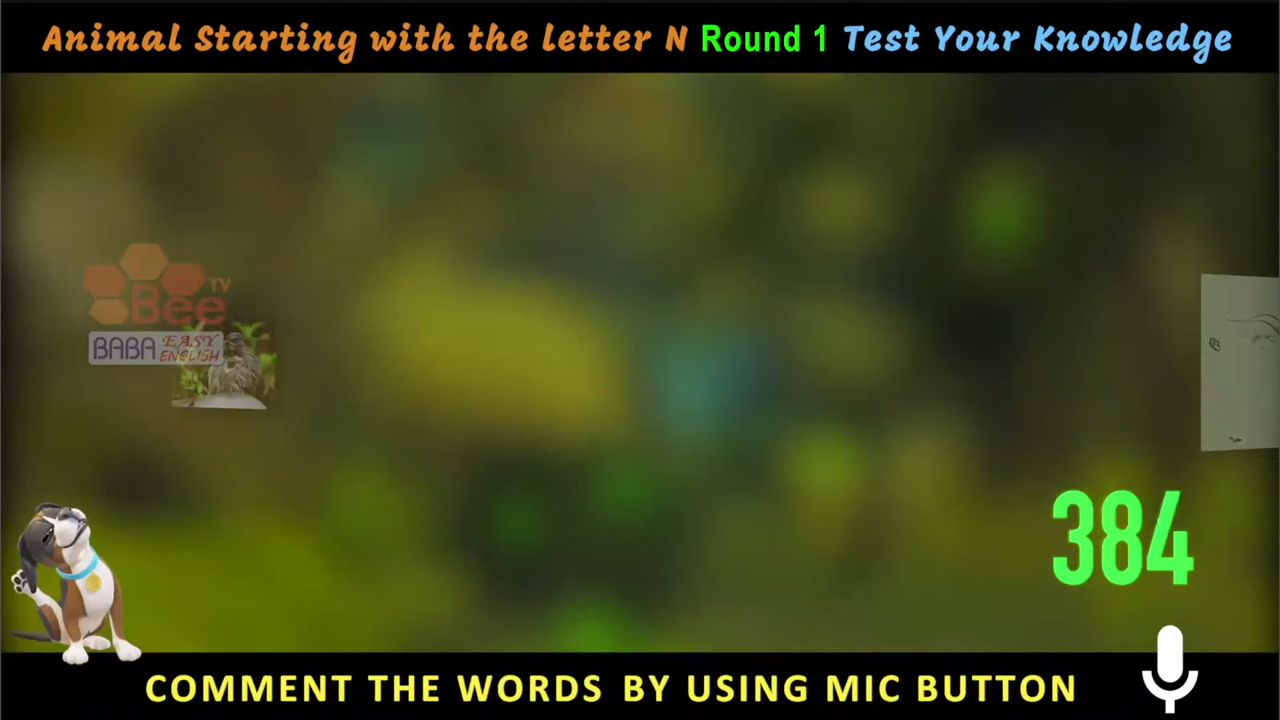 Animal Starting with the letter N Round 1 Test Your Knowledge
Bee TV
BABA EASY ENGLISH
384
COMMENT THE WORDS BY USING MIC BUTTON